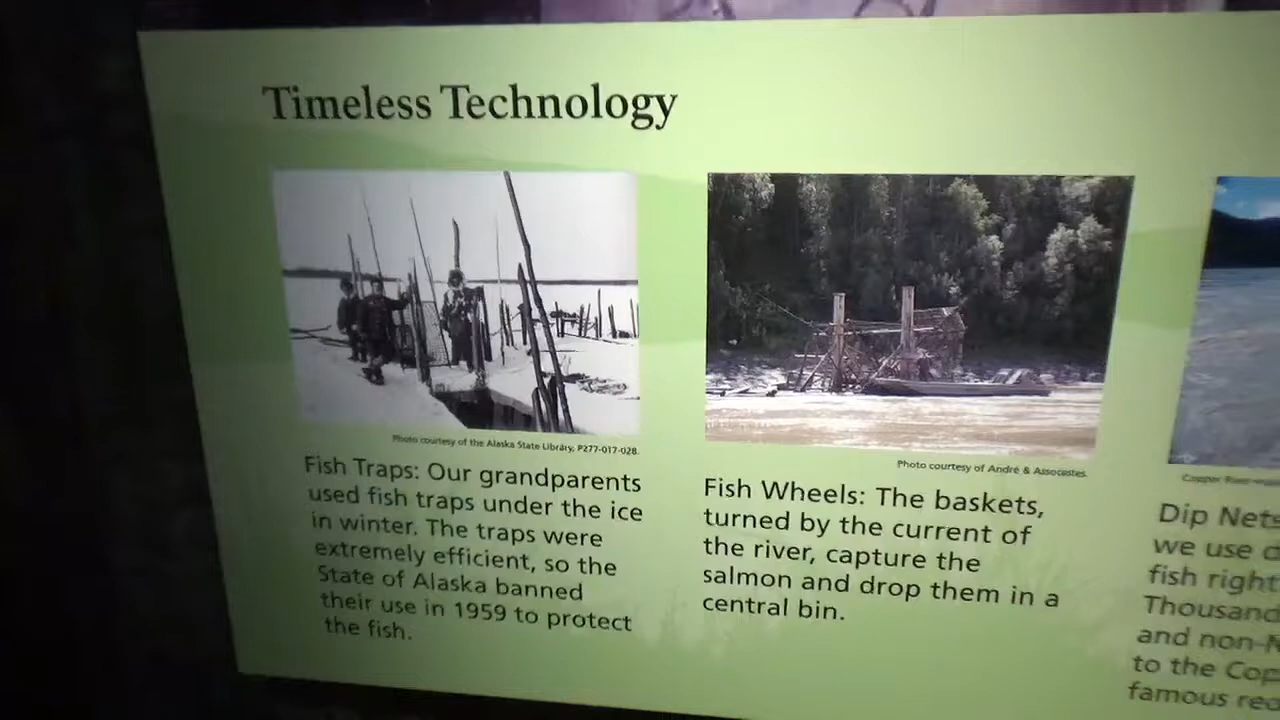 Timeless Technology
Photo courtesy of the Alaska State Library, P277-017-028.
Fish Traps: Our grandparents
used fish traps under the ice
in winter. The traps were
extremely efficient, so the
State of Alaska banned
their use in 1959 to protect
the fish.
Photo courtesy of André & Associates.
Fish Wheels: The baskets,
turned by the current of
the river, capture the
salmon and drop them in a
central bin.
Copper River
Dip Nets
we use
fish right
Thousand
and non-
to the Cop
famous red